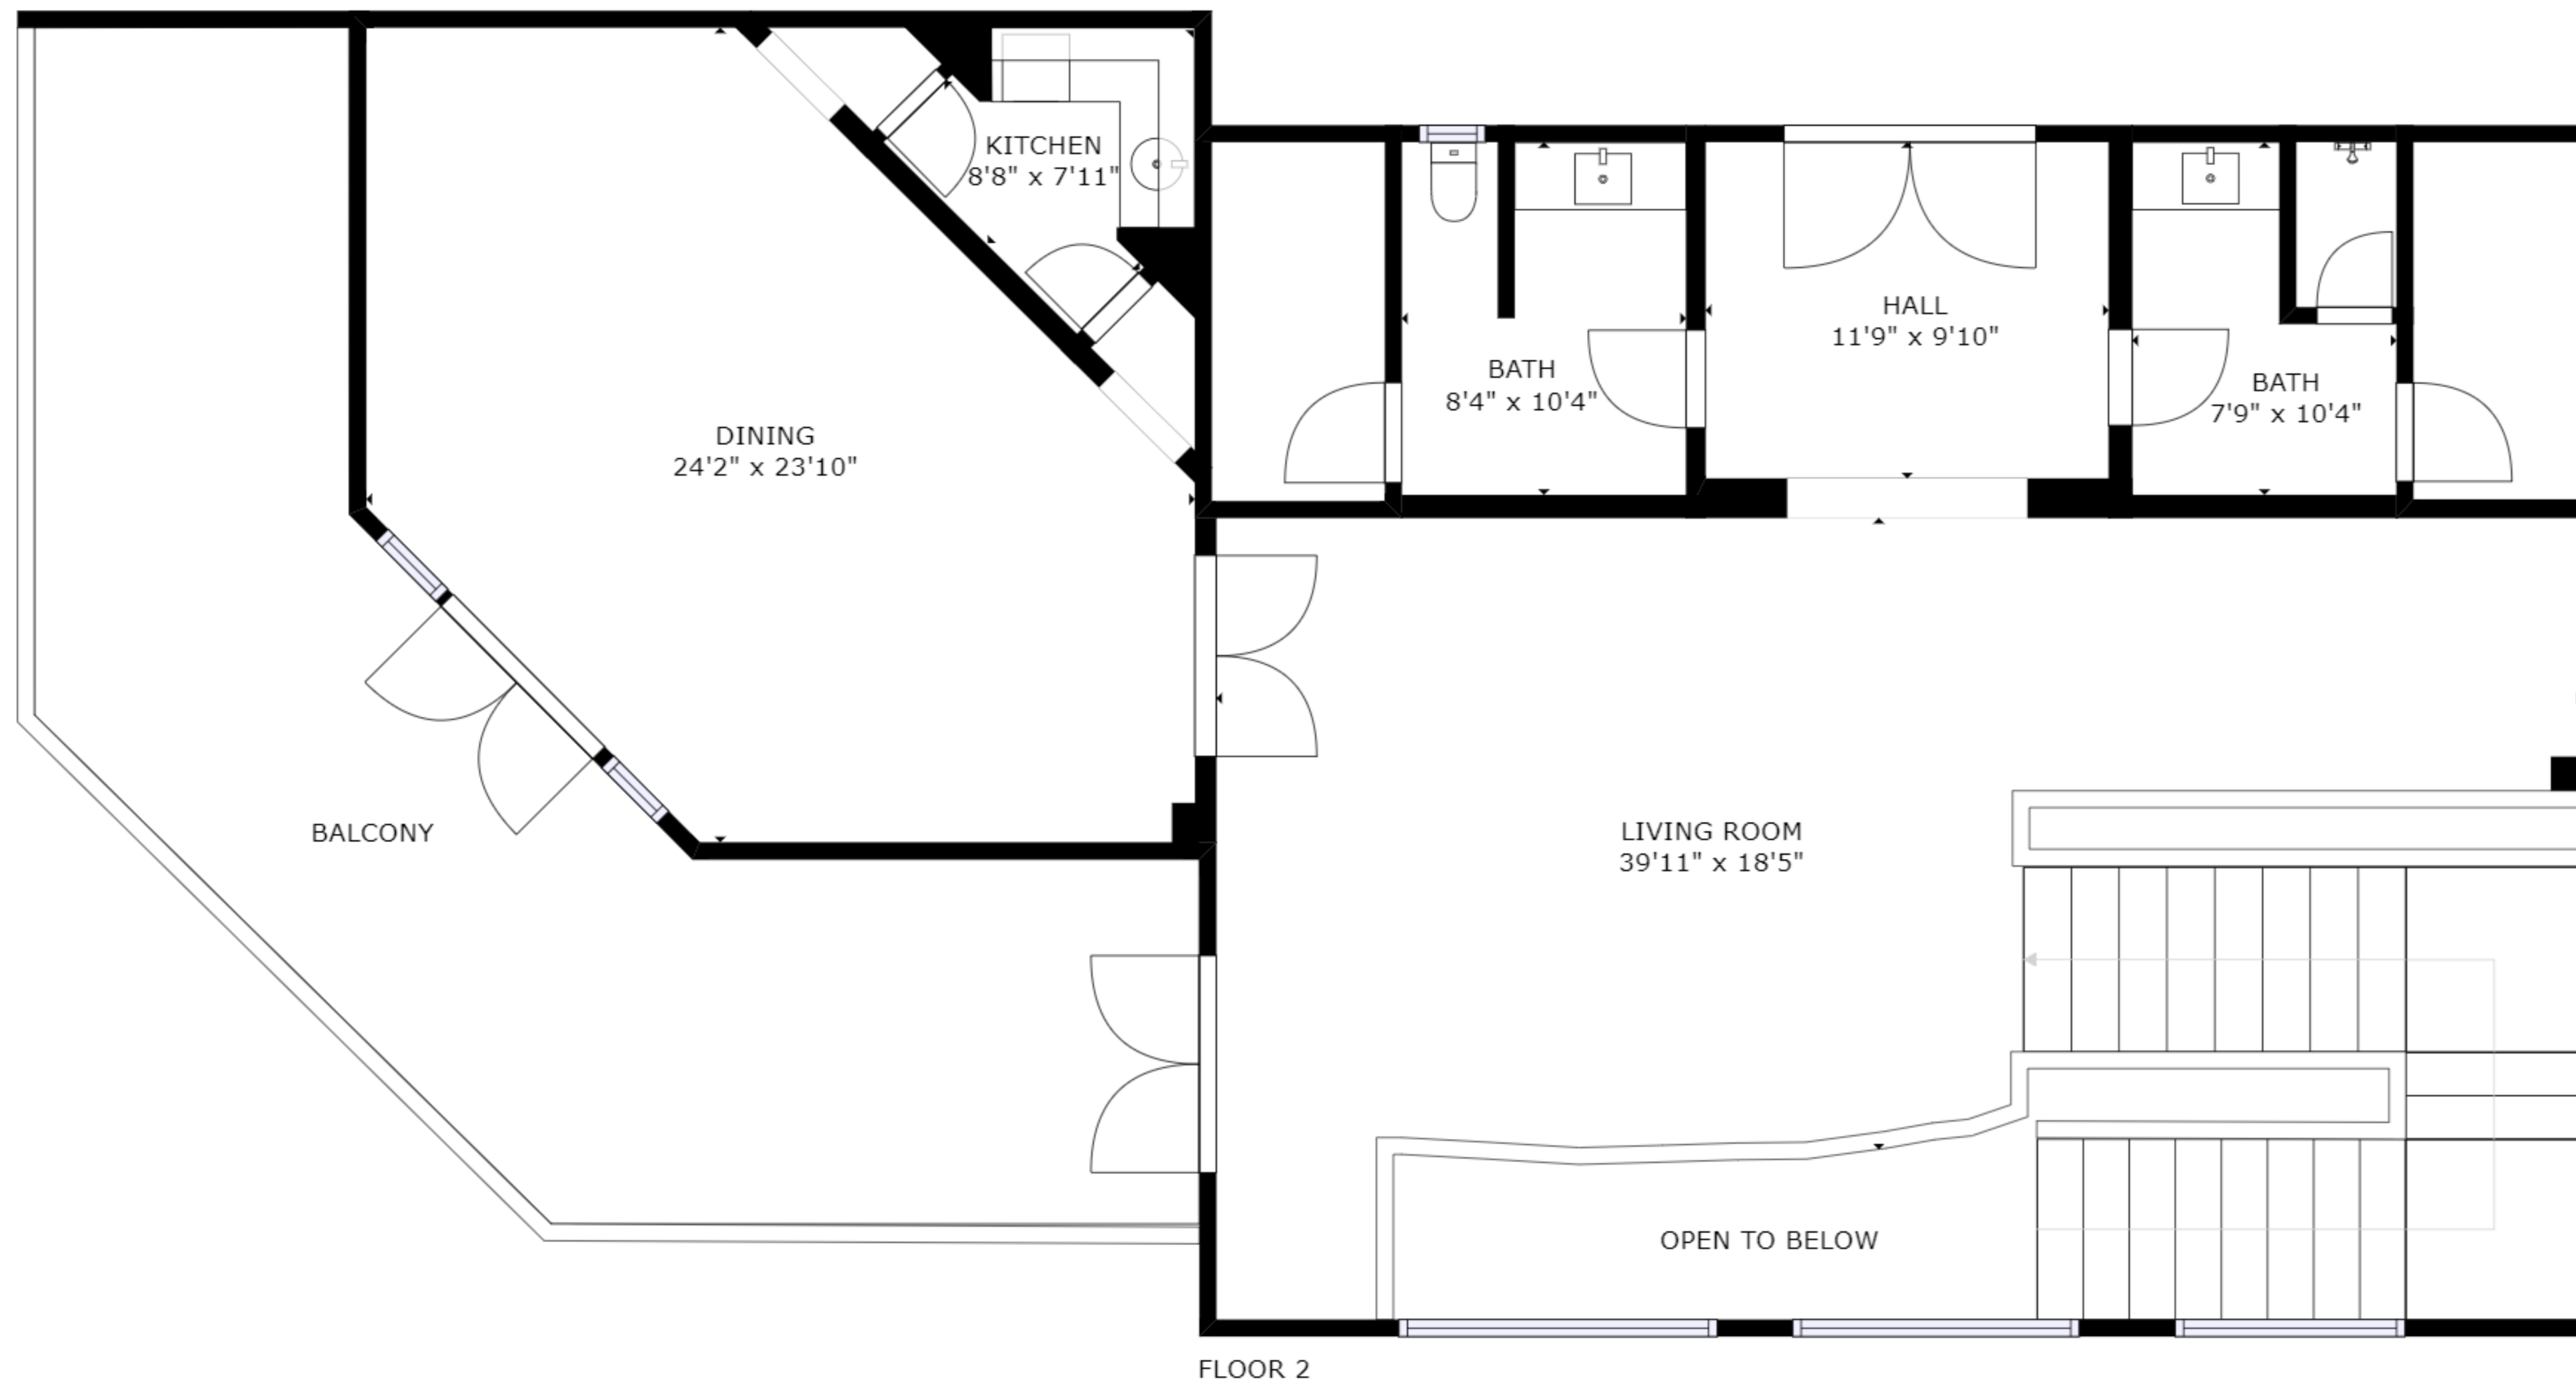 KITCHEN
8'8" x 7'11"
HALL
11'9" x 9'10"
BATH
8'4" x 10'4"
BATH
7'9" x 10'4"
DINING
24'2" x 23'10"
BALCONY
LIVING ROOM
39'11" x 18'5"
OPEN TO BELOW
FLOOR 2